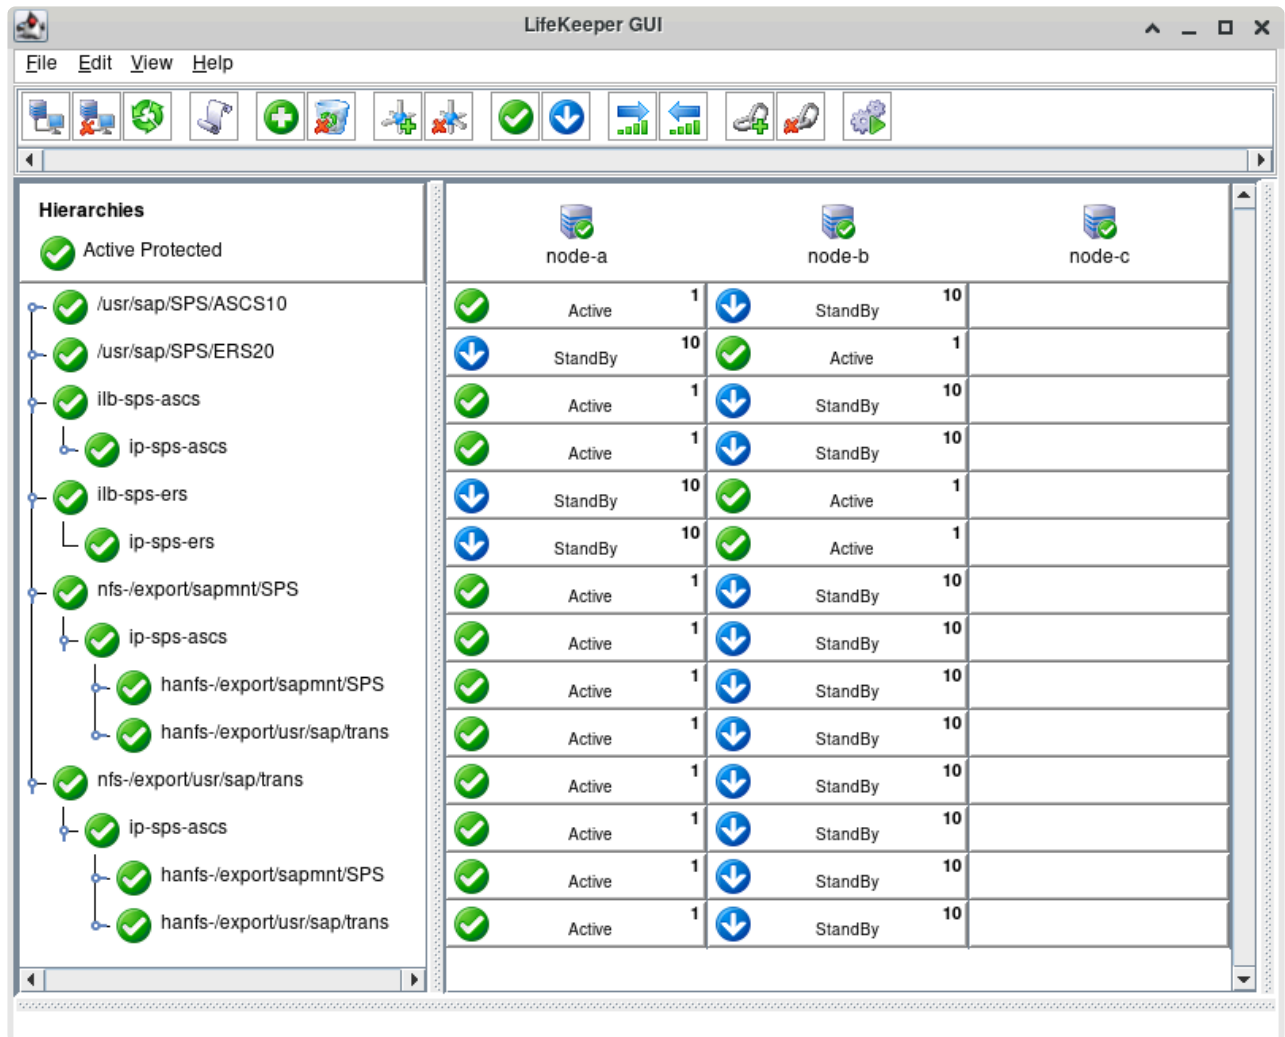 LifeKeeper GUI
File Edit View Help
Hierarchies
Active Protected
node-a node-b node-c
/usr/sap/SPS/ASCS10 Active 1 StandBy 10
/usr/sap/SPS/ERS20 StandBy 10 Active 1
ilb-sps-ascs Active 1 StandBy 10
ip-sps-ascs Active 1 StandBy 10
ilb-sps-ers StandBy 10 Active 1
ip-sps-ers StandBy 10 Active 1
nfs-/export/sapmnt/SPS Active 1 StandBy 10
ip-sps-ascs Active 1 StandBy 10
hanfs-/export/sapmnt/SPS Active 1 StandBy 10
hanfs-/export/usr/sap/trans Active 1 StandBy 10
nfs-/export/usr/sap/trans Active 1 StandBy 10
ip-sps-ascs Active 1 StandBy 10
hanfs-/export/sapmnt/SPS Active 1 StandBy 10
hanfs-/export/usr/sap/trans Active 1 StandBy 10